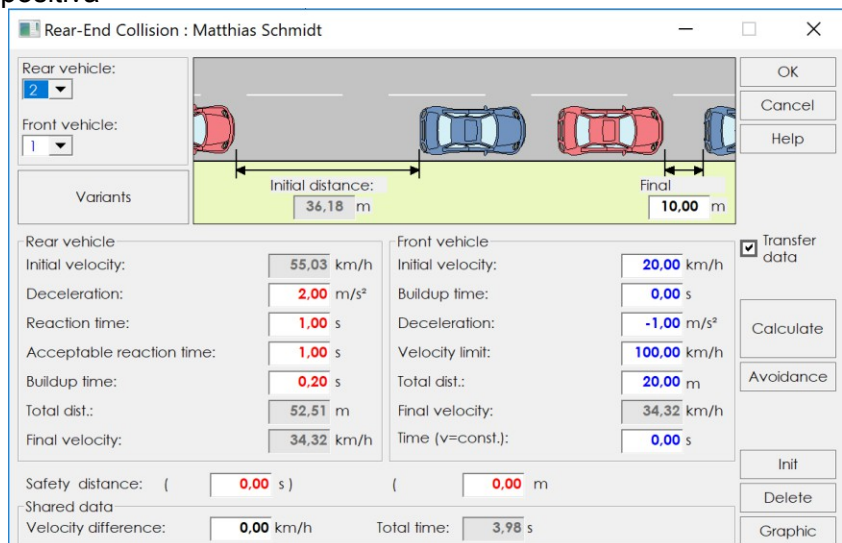 positiva
Rear-End Collision : Matthias Schmidt
Rear vehicle:
2
Front vehicle:
1
Variants
Initial distance:
36,18 m
Final
10,00 m
OK
Cancel
Help
Transfer data
Calculate
Avoidance
Init
Delete
Graphic
Rear vehicle
Initial velocity: 55,03 km/h
Deceleration: 2,00 m/s²
Reaction time: 1,00 s
Acceptable reaction time: 1,00 s
Buildup time: 0,20 s
Total dist.: 52,51 m
Final velocity: 34,32 km/h
Front vehicle
Initial velocity: 20,00 km/h
Buildup time: 0,00 s
Deceleration: -1,00 m/s²
Velocity limit: 100,00 km/h
Total dist.: 20,00 m
Final velocity: 34,32 km/h
Time (v=const.): 0,00 s
Safety distance: ( 0,00 s ) ( 0,00 m
Shared data
Velocity difference: 0,00 km/h Total time: 3,98 s